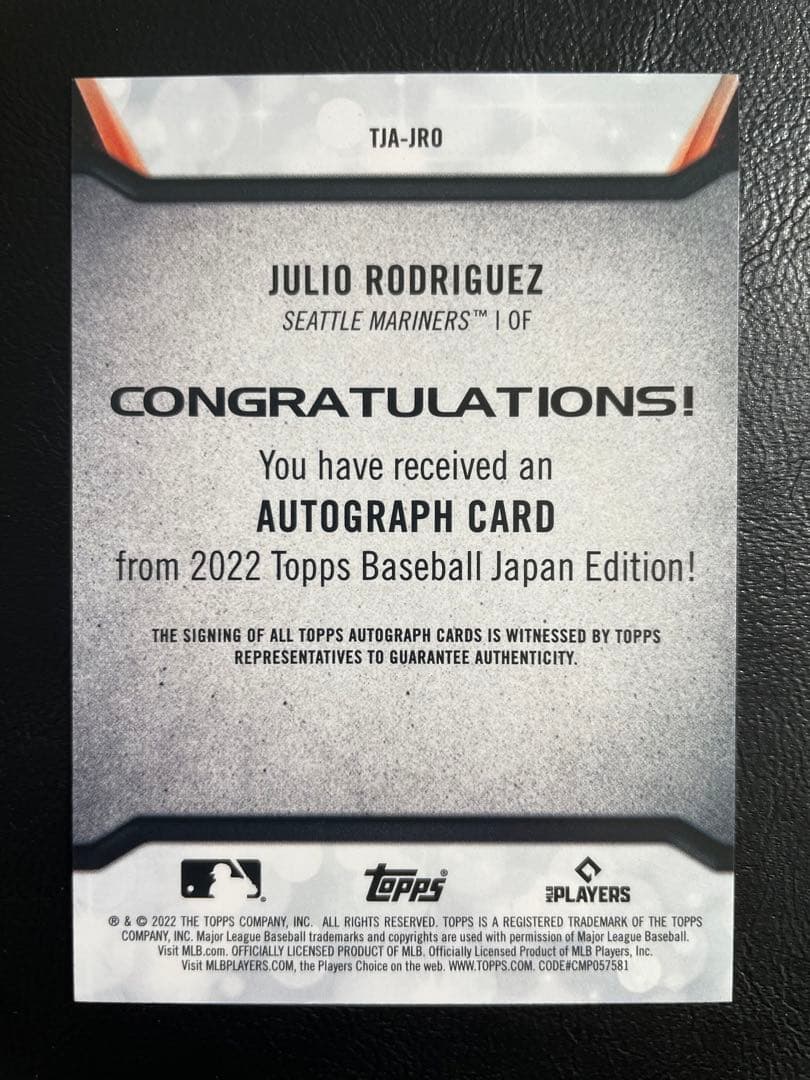 TJA-JRO
JULIO RODRIGUEZ
SEATTLE MARINERS™ | OF
CONGRATULATIONS!
You have received an
AUTOGRAPH CARD
from 2022 Topps Baseball Japan Edition!
THE SIGNING OF ALL TOPPS AUTOGRAPH CARDS IS WITNESSED BY TOPPS
REPRESENTATIVES TO GUARANTEE AUTHENTICITY.
topps®
MLB PLAYERS
® & © 2022 THE TOPPS COMPANY, INC. ALL RIGHTS RESERVED. TOPPS IS A REGISTERED TRADEMARK OF THE TOPPS
COMPANY, INC. Major League Baseball trademarks and copyrights are used with permission of Major League Baseball.
Visit MLB.com. OFFICIALLY LICENSED PRODUCT OF MLB. Officially Licensed Product of MLB Players, Inc.
Visit MLBPLAYERS.COM, the Players Choice on the web. WWW.TOPPS.COM. CODE#CMP057581